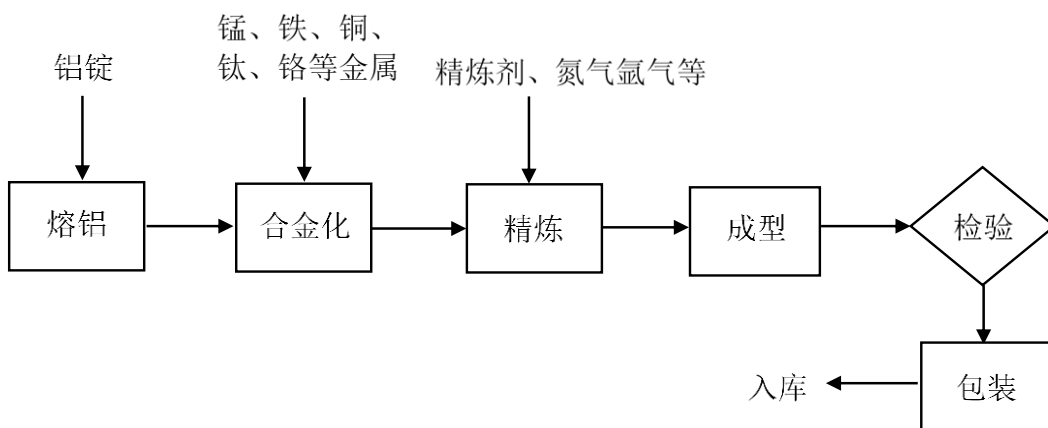 铝锭
锰、铁、铜、
钛、铬等金属
精炼剂、氮气氩气等
熔铝
合金化
精炼
成型
检验
包装
入库